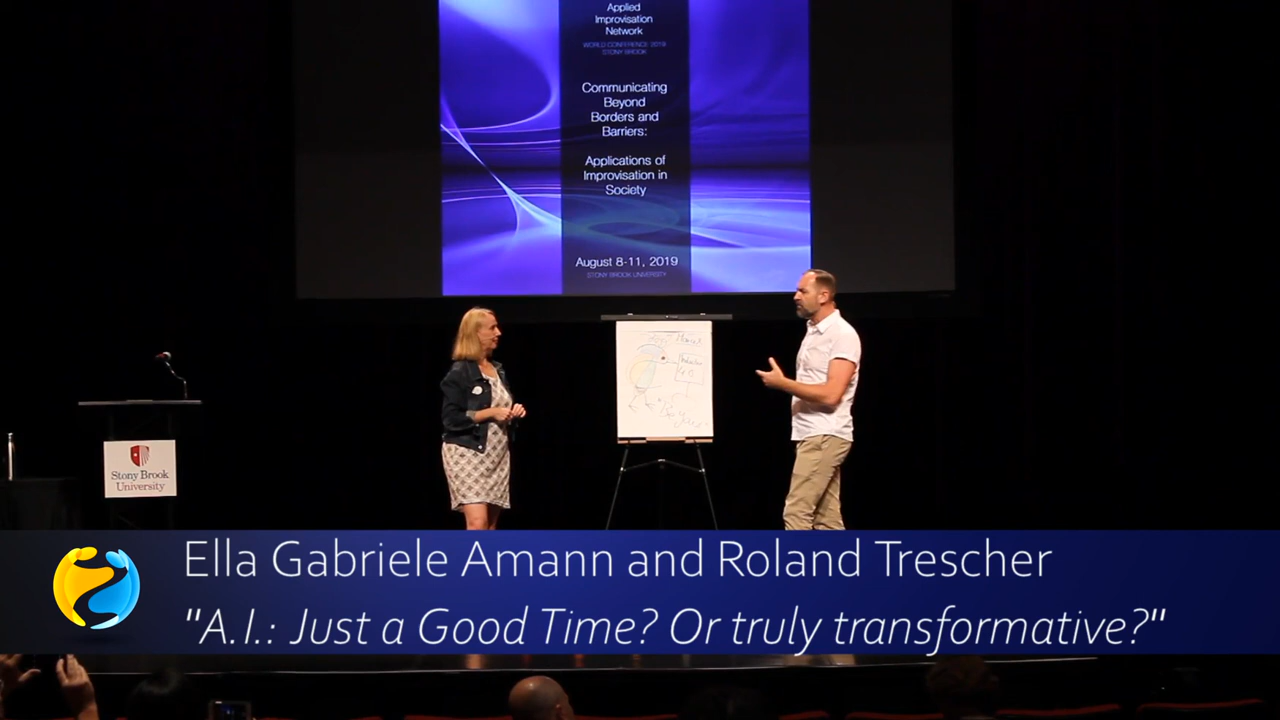 Applied
Improvisation
Network
WORLD CONFERENCE 2019
STONY BROOK
Communicating
Beyond
Borders and
Barriers:
Applications of
Improvisation in
Society
August 8-11, 2019
STONY BROOK UNIVERSITY
Stony Brook
University
Ella Gabriele Amann and Roland Trescher
"A.I.: Just a Good Time? Or truly transformative?"